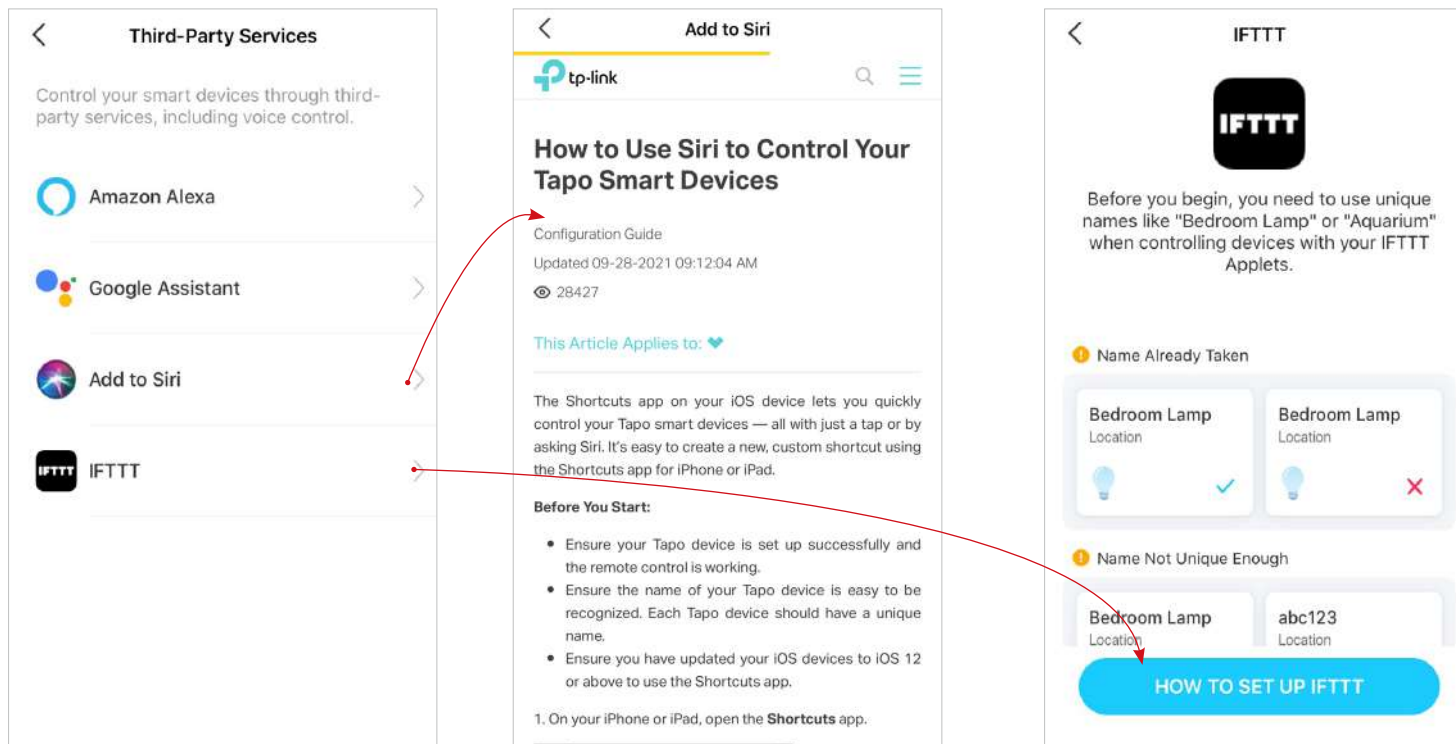 Third-Party Services
Control your smart devices through third-
party services, including voice control.
Amazon Alexa
Google Assistant
Add to Siri
IFTTT
IFTTT
Add to Siri
tp-link
How to Use Siri to Control Your
Tapo Smart Devices
Configuration Guide
Updated 09-28-2021 09:12:04 AM
28427
This Article Applies to:
The Shortcuts app on your iOS device lets you quickly
control your Tapo smart devices — all with just a tap or by
asking Siri. It's easy to create a new, custom shortcut using
the Shortcuts app for iPhone or iPad.
Before You Start:
• Ensure your Tapo device is set up successfully and
the remote control is working.
• Ensure the name of your Tapo device is easy to be
recognized. Each Tapo device should have a unique
name.
• Ensure you have updated your iOS devices to iOS 12
or above to use the Shortcuts app.
1. On your iPhone or iPad, open the Shortcuts app.
IFTTT
IFTTT
Before you begin, you need to use unique
names like "Bedroom Lamp" or "Aquarium"
when controlling devices with your IFTTT
Applets.
Name Already Taken
Bedroom Lamp
Location
Bedroom Lamp
Location
Name Not Unique Enough
Bedroom Lamp
Location
abc123
Location
HOW TO SET UP IFTTT